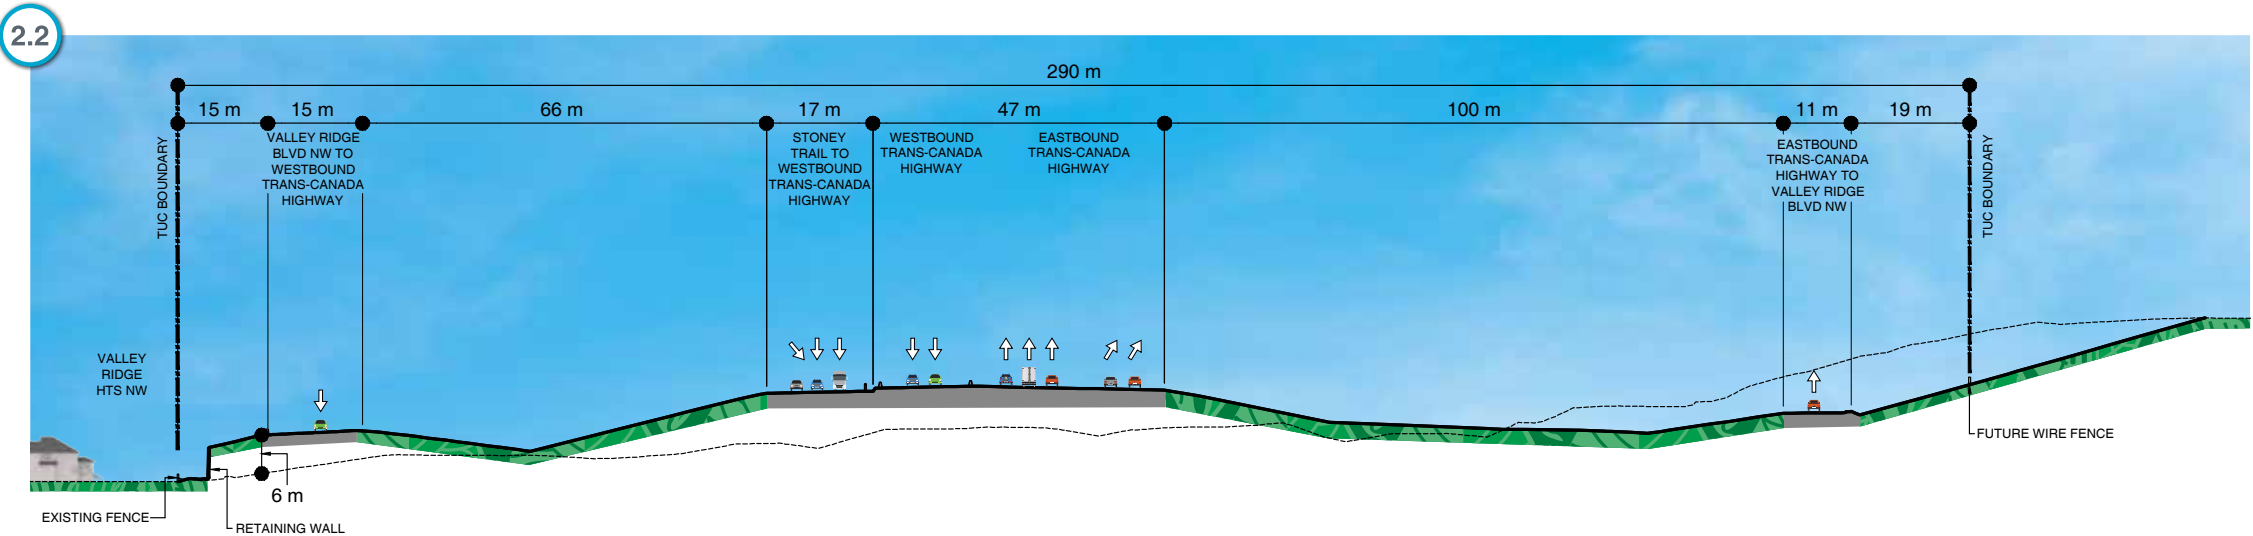 2.2
290 m
15 m
15 m
66 m
17 m
47 m
100 m
11 m
19 m
TUC BOUNDARY
VALLEY RIDGE
BLVD NW TO
WESTBOUND
TRANS-CANADA
HIGHWAY
STONEY
TRAIL TO
WESTBOUND
TRANS-CANADA
HIGHWAY
WESTBOUND
TRANS-CANADA
HIGHWAY
EASTBOUND
TRANS-CANADA
HIGHWAY
EASTBOUND
TRANS-CANADA
HIGHWAY TO
VALLEY RIDGE
BLVD NW
TUC BOUNDARY
VALLEY
RIDGE
HTS NW
FUTURE WIRE FENCE
6 m
EXISTING FENCE
RETAINING WALL